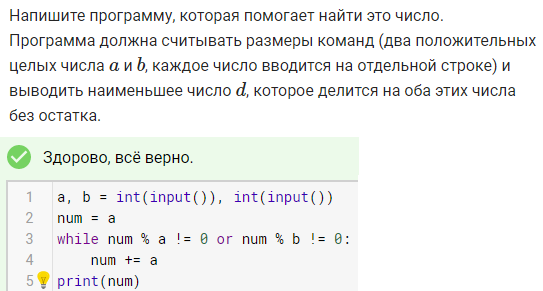 Напишите программу, которая помогает найти это число.
Программа должна считывать размеры команд (два положительных
целых числа a и b, каждое число вводится на отдельной строке) и
выводить наименьшее число d, которое делится на оба этих числа
без остатка.
Здорово, всё верно.
1 a, b = int(input()), int(input())
2 num = a
3 while num % a != 0 or num % b != 0:
4     num += a
5 print(num)